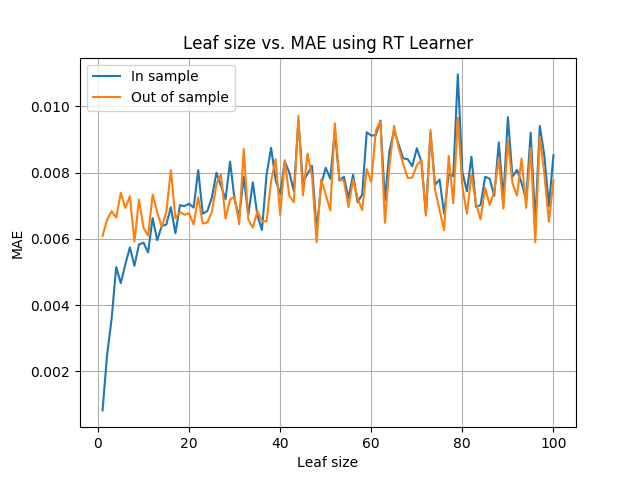 Leaf size vs. MAE using RT Learner
In sample
Out of sample
0.010
0.008
0.006
0.004
0.002
MAE
0
20
40
60
80
100
Leaf size